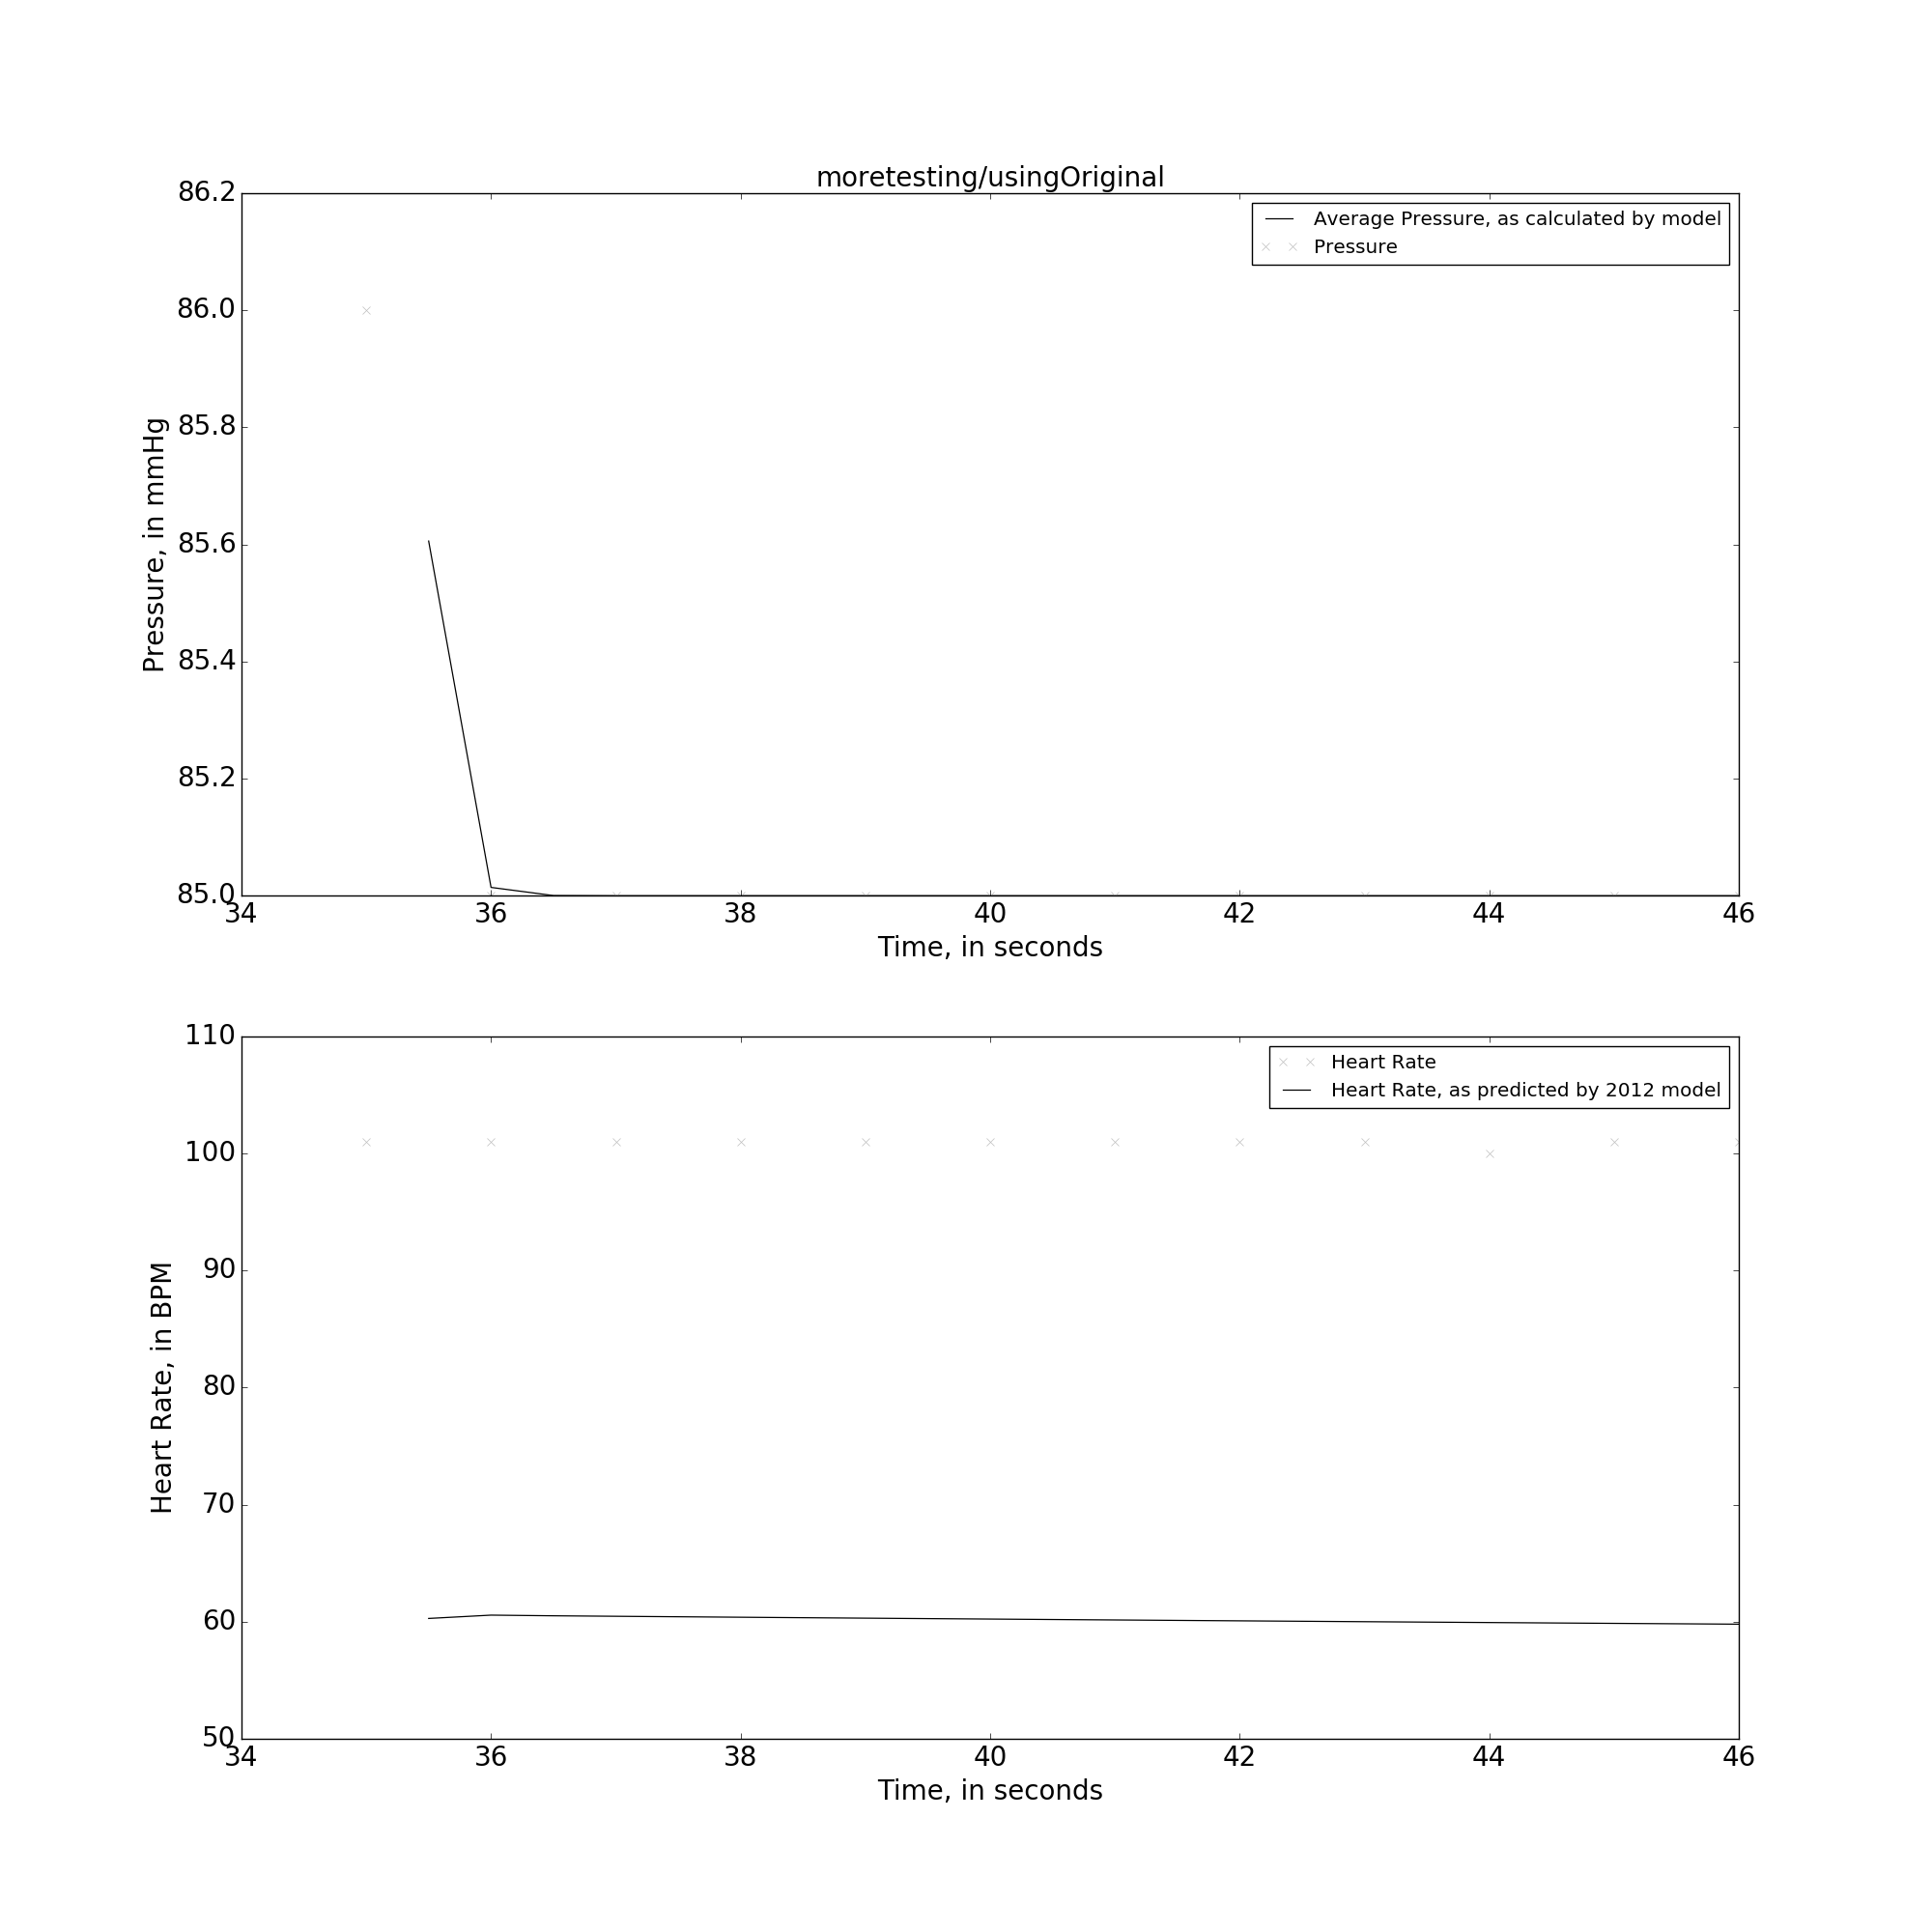 moretesting/usingOriginal
86.2
86.0
85.8
85.6
85.4
85.2
85.0
Pressure, in mmHg
Average Pressure, as calculated by model
Pressure
34 36 38 40 42 44 46
Time, in seconds
110
100
90
80
70
60
50
Heart Rate, in BPM
Heart Rate
Heart Rate, as predicted by 2012 model
34 36 38 40 42 44 46
Time, in seconds